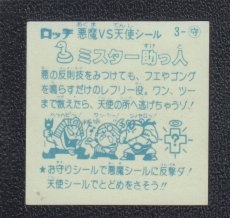 ロッテ 悪魔VS天使シール 3-守
ミスター助っ人
悪の反則技をみつけても、フエやゴング
を鳴らすだけのレフリー役。ワン、ツー
まで数えたら、天使の所へ逃げちゃうゾ!
★お守りシールで悪魔シールに反撃ダ!
天使シールでとどめをさそう!!